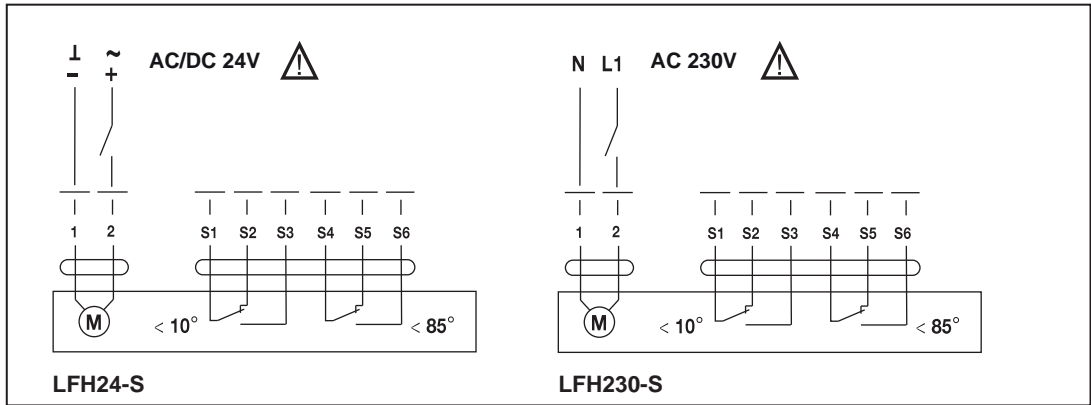 ⊥ ~ AC/DC 24V
- +
1 2 S1 S2 S3 S4 S5 S6
M < 10° < 85°
LFH24-S
N L1 AC 230V
1 2 S1 S2 S3 S4 S5 S6
M < 10° < 85°
LFH230-S